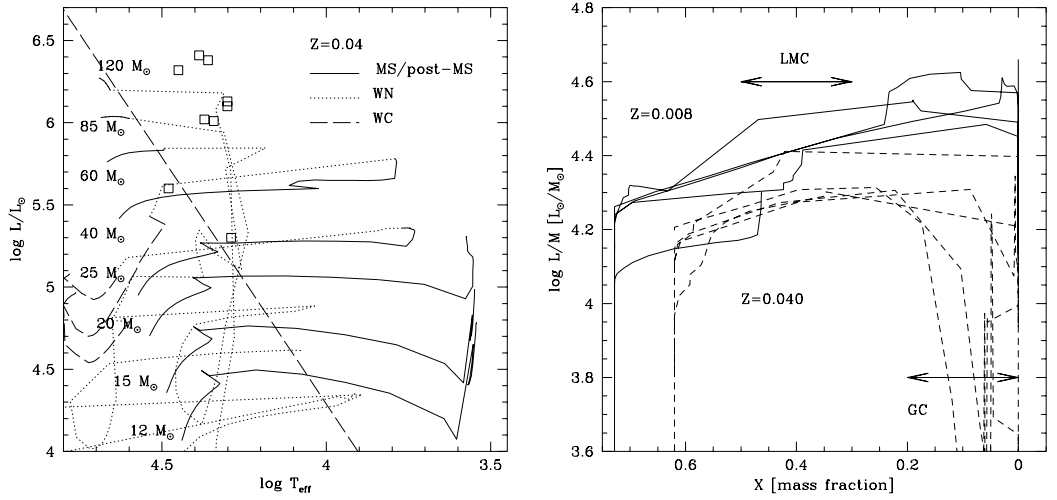 6.5
6
5.5
5
4.5
4
log L/L⊙
4.5
4
3.5
log Teff
Z=0.04
MS/post-MS
WN
WC
120 M⊙
85 M⊙
60 M⊙
40 M⊙
25 M⊙
20 M⊙
15 M⊙
12 M⊙
4.8
4.6
4.4
4.2
4
3.8
3.6
log L/M [L⊙/M⊙]
0.6
0.4
0.2
0
X [mass fraction]
LMC
Z=0.008
Z=0.040
GC